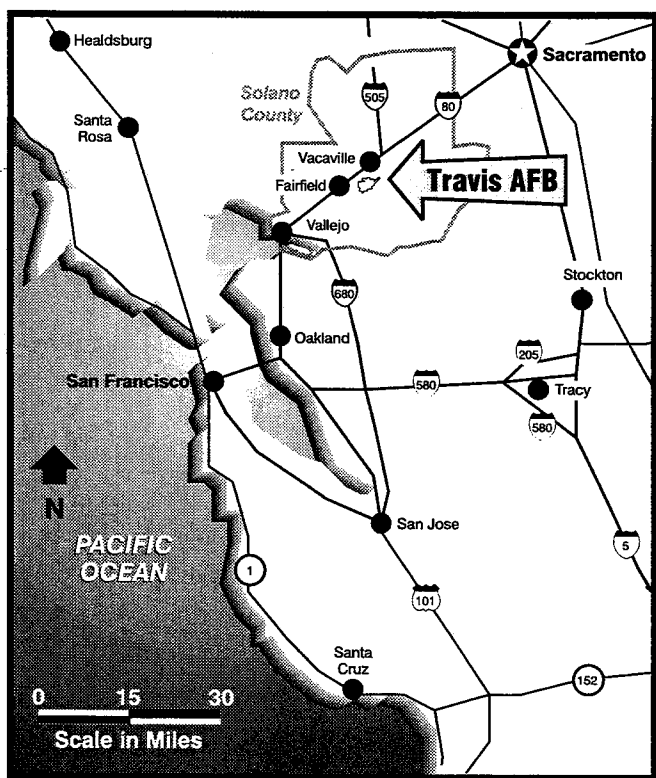 Healdsburg
Sacramento
Solano
County
505
80
Santa
Rosa
Vacaville
Fairfield
Travis AFB
Vallejo
Stockton
680
Oakland
205
San Francisco
580
Tracy
580
N
San Jose
PACIFIC
OCEAN
5
1
101
Santa
Cruz
152
0 15 30
Scale in Miles